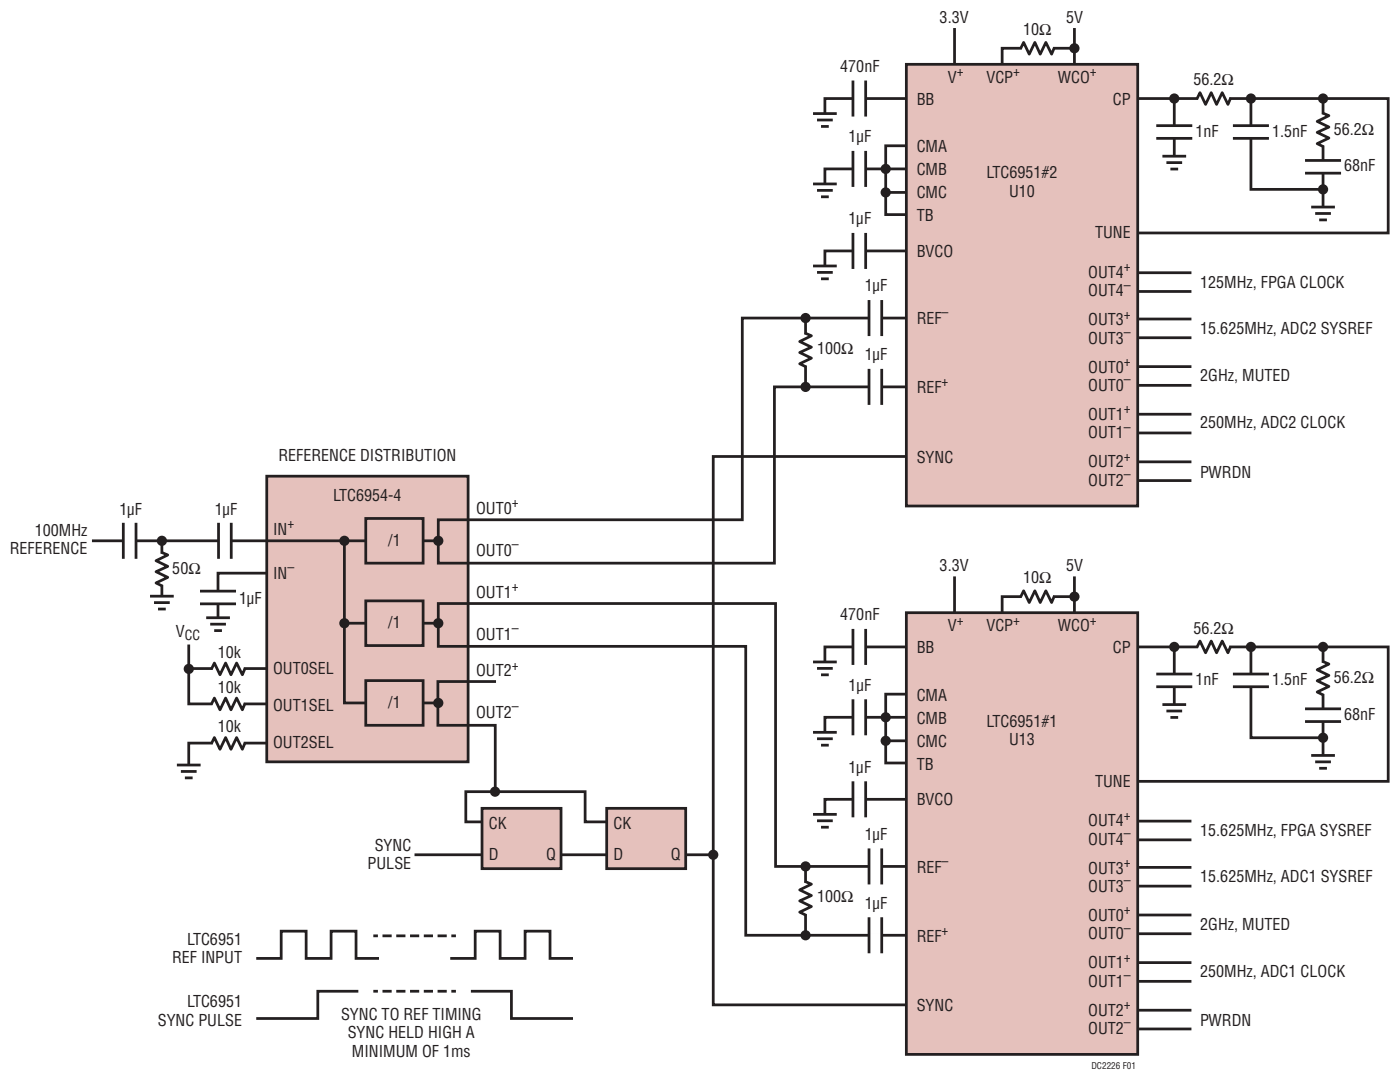 3.3V
10Ω
5V
V+
VCP+
WCO+
470nF
BB
1µF
CMA
CMB
CMC
TB
1µF
BVCO
1µF
REF−
100Ω
1µF
REF+
SYNC
LTC6951#2
U10
CP
56.2Ω
1nF
1.5nF
56.2Ω
68nF
TUNE
OUT4+
OUT4−
125MHz, FPGA CLOCK
OUT3+
OUT3−
15.625MHz, ADC2 SYSREF
OUT0+
OUT0−
2GHz, MUTED
OUT1+
OUT1−
250MHz, ADC2 CLOCK
OUT2+
OUT2−
PWRDN
REFERENCE DISTRIBUTION
LTC6954-4
100MHz
REFERENCE
1µF
50Ω
1µF
IN+
IN−
1µF
VCC
10k
OUT0SEL
10k
OUT1SEL
10k
OUT2SEL
/1
/1
/1
OUT0+
OUT0−
OUT1+
OUT1−
OUT2+
OUT2−
SYNC
PULSE
CK
D
Q
CK
D
Q
3.3V
10Ω
5V
V+
VCP+
WCO+
470nF
BB
1µF
CMA
CMB
CMC
TB
1µF
BVCO
1µF
REF−
100Ω
1µF
REF+
SYNC
LTC6951#1
U13
CP
56.2Ω
1nF
1.5nF
56.2Ω
68nF
TUNE
OUT4+
OUT4−
15.625MHz, FPGA SYSREF
OUT3+
OUT3−
15.625MHz, ADC1 SYSREF
OUT0+
OUT0−
2GHz, MUTED
OUT1+
OUT1−
250MHz, ADC1 CLOCK
OUT2+
OUT2−
PWRDN
LTC6951
REF INPUT
LTC6951
SYNC PULSE
SYNC TO REF TIMING
SYNC HELD HIGH A
MINIMUM OF 1ms
DC2226 F01